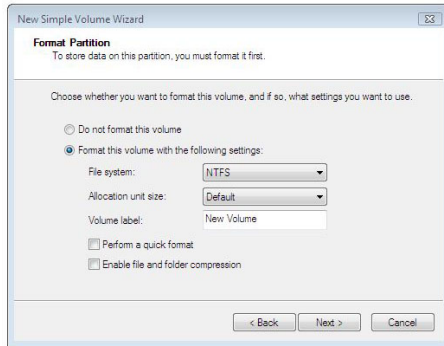 New Simple Volume Wizard
Format Partition
To store data on this partition, you must format it first.
Choose whether you want to format this volume, and if so, what settings you want to use.
Do not format this volume
Format this volume with the following settings:
File system: NTFS
Allocation unit size: Default
Volume label: New Volume
Perform a quick format
Enable file and folder compression
< Back Next > Cancel